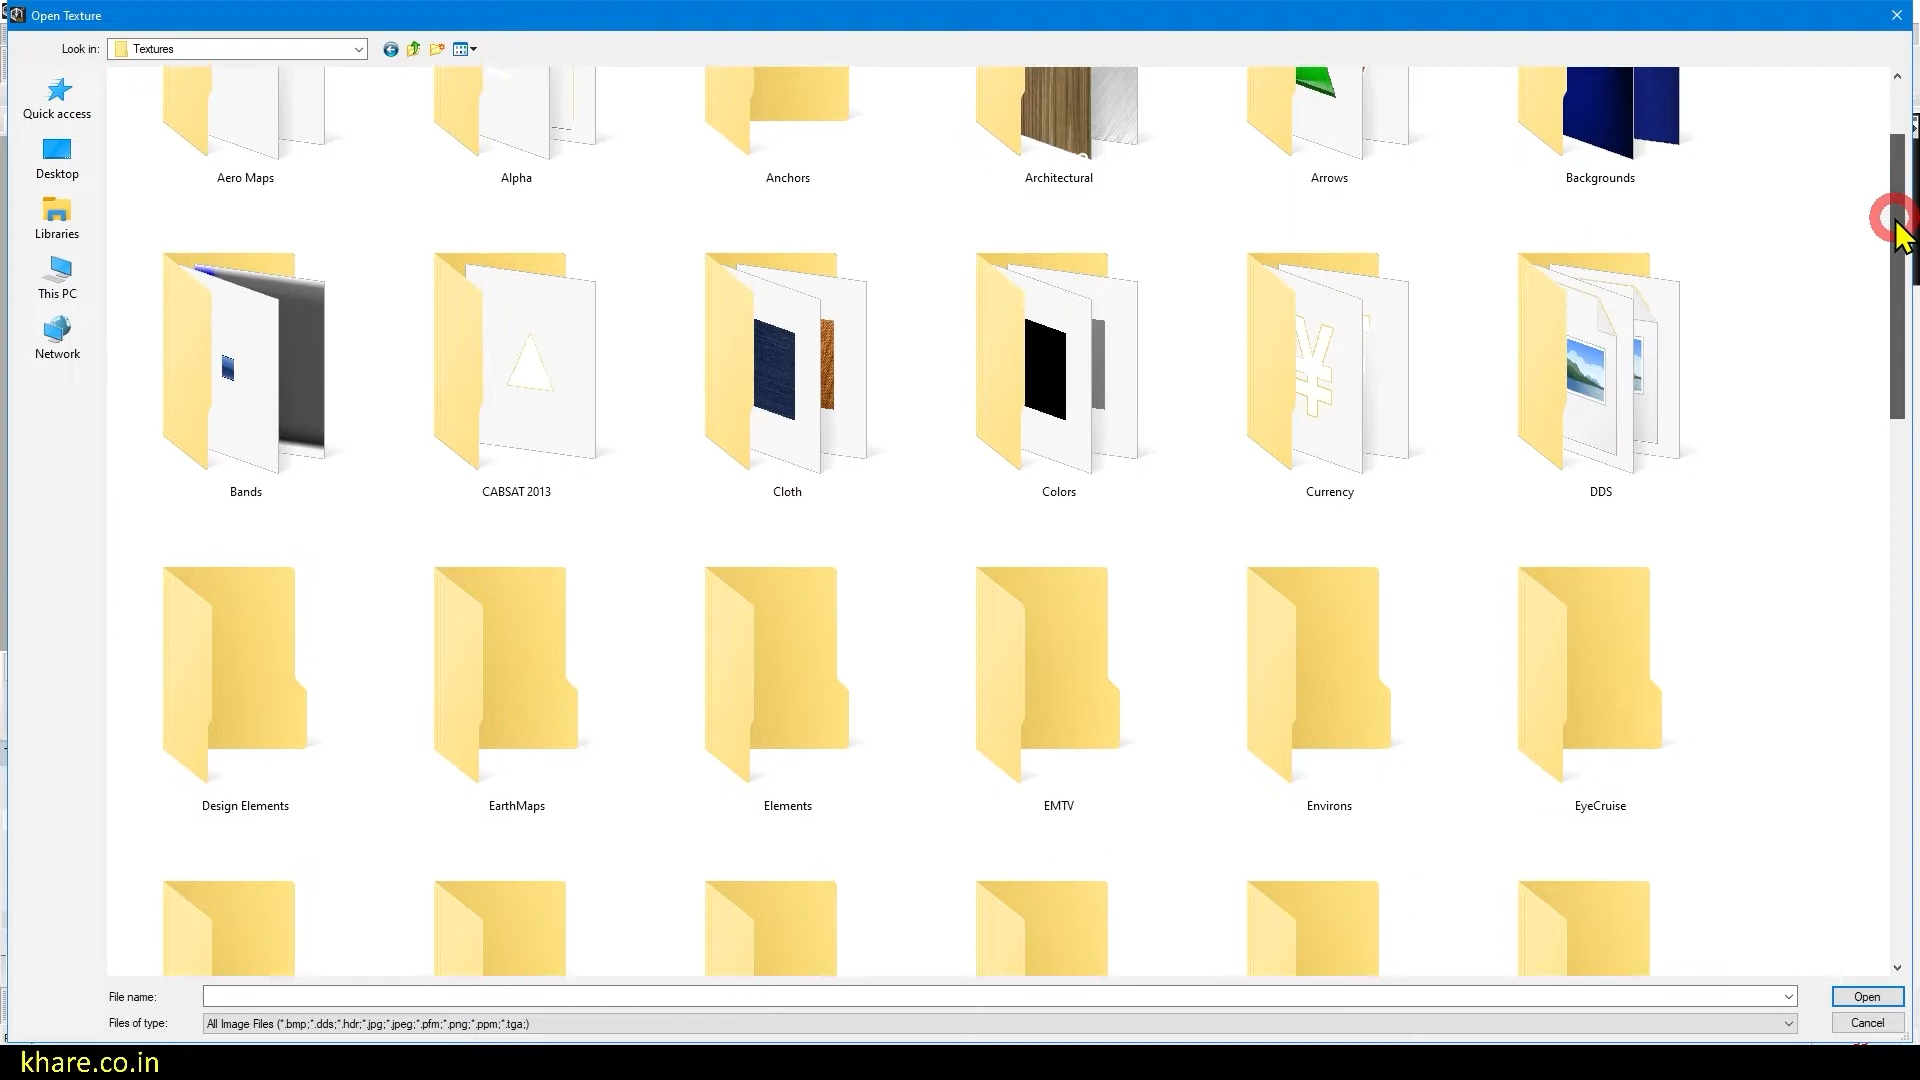 Open Texture
Look in: Textures
Quick access
Desktop
Libraries
This PC
Network
Aero Maps Alpha Anchors Architectural Arrows Backgrounds
Bands CABSAT 2013 Cloth Colors Currency DDS
Design Elements EarthMaps Elements EMTV Environs EyeCruise
File name: Open
Files of type: All Image Files (*.bmp;*.dds;*.hdr;*.jpg;*.jpeg;*.pfm;*.png;*.ppm;*.tga;) Cancel
khare.co.in